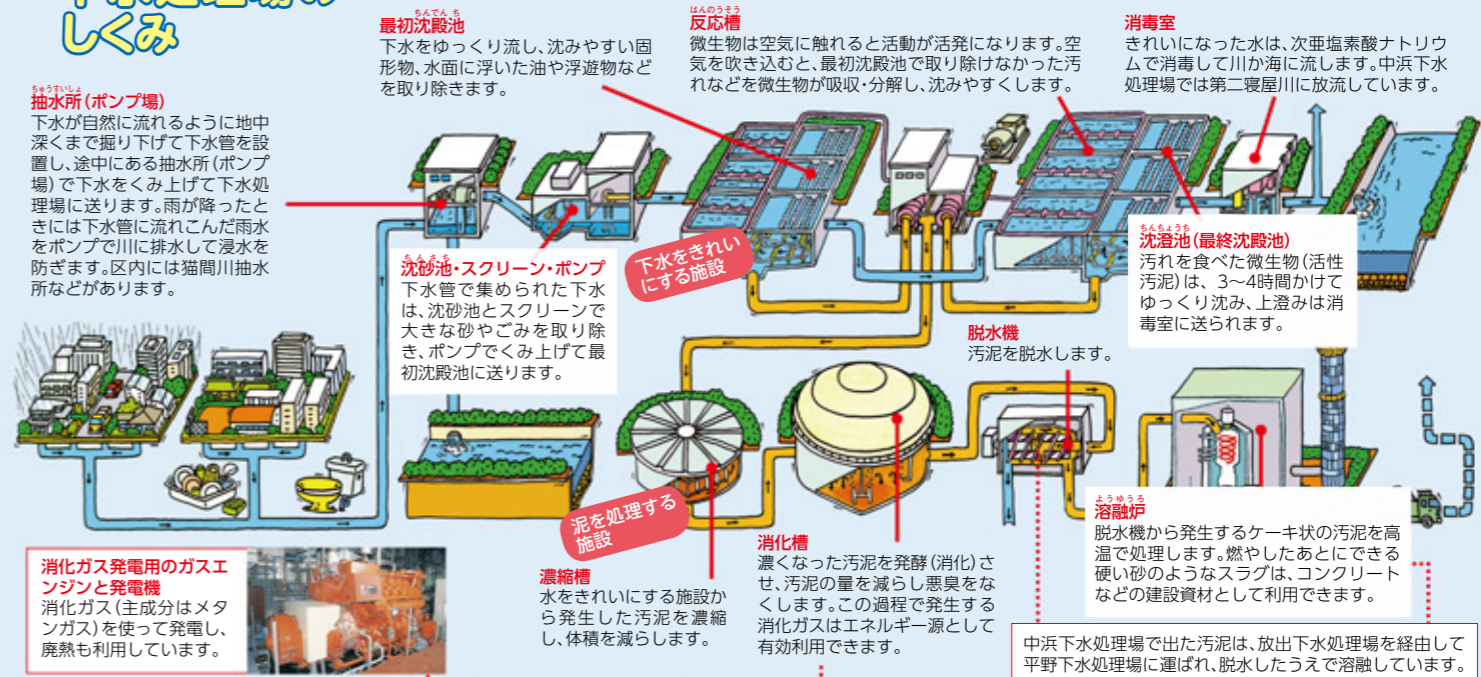 しくみ
ちゅうすいしょ
抽水所(ポンプ場)
下水が自然に流れるように地中
深くまで掘り下げて下水管を設
置し、途中にある抽水所(ポンプ
場)で下水をくみ上げて下水処
理場に送ります。雨が降ったと
きには下水管に流れこんだ雨水
をポンプで川に排水して浸水を
防ぎます。区内には猫間川抽水
所などがあります。
ちんでん ち
最初沈殿池
下水をゆっくり流し、沈みやすい固
形物、水面に浮いた油や浮遊物など
を取り除きます。
はんのうそう
反応槽
微生物は空気に触れると活動が活発になります。空
気を吹き込むと、最初沈殿池で取り除けなかった汚
れなどを微生物が吸収・分解し、沈みやすくします。
消毒室
きれいになった水は、次亜塩素酸ナトリウ
ムで消毒して川か海に流します。中浜下水
処理場では第二寝屋川に放流しています。
ちんさち
沈砂池・スクリーン・ポンプ
下水管で集められた下水
は、沈砂池とスクリーンで
大きな砂やごみを取り除
き、ポンプでくみ上げて最
初沈殿池に送ります。
下水をきれい
にする施設
ちんちょうち
沈澄池(最終沈殿池)
汚れを食べた微生物(活性
汚泥)は、3〜4時間かけて
ゆっくり沈み、上澄みは消
毒室に送られます。
脱水機
汚泥を脱水します。
泥を処理する
施設
濃縮槽
水をきれいにする施設か
ら発生した汚泥を濃縮
し、体積を減らします。
消化槽
濃くなった汚泥を発酵(消化)さ
せ、汚泥の量を減らし悪臭をな
くします。この過程で発生する
消化ガスはエネルギー源として
有効利用できます。
ようゆうろ
溶融炉
脱水機から発生するケーキ状の汚泥を高
温で処理します。燃やしたあとにできる
硬い砂のようなスラグは、コンクリート
などの建設資材として利用できます。
消化ガス発電用のガスエ
ンジンと発電機
消化ガス(主成分はメタ
ンガス)を使って発電し、
廃熱も利用しています。
中浜下水処理場で出た汚泥は、放出下水処理場を経由して
平野下水処理場に運ばれ、脱水したうえで溶融しています。